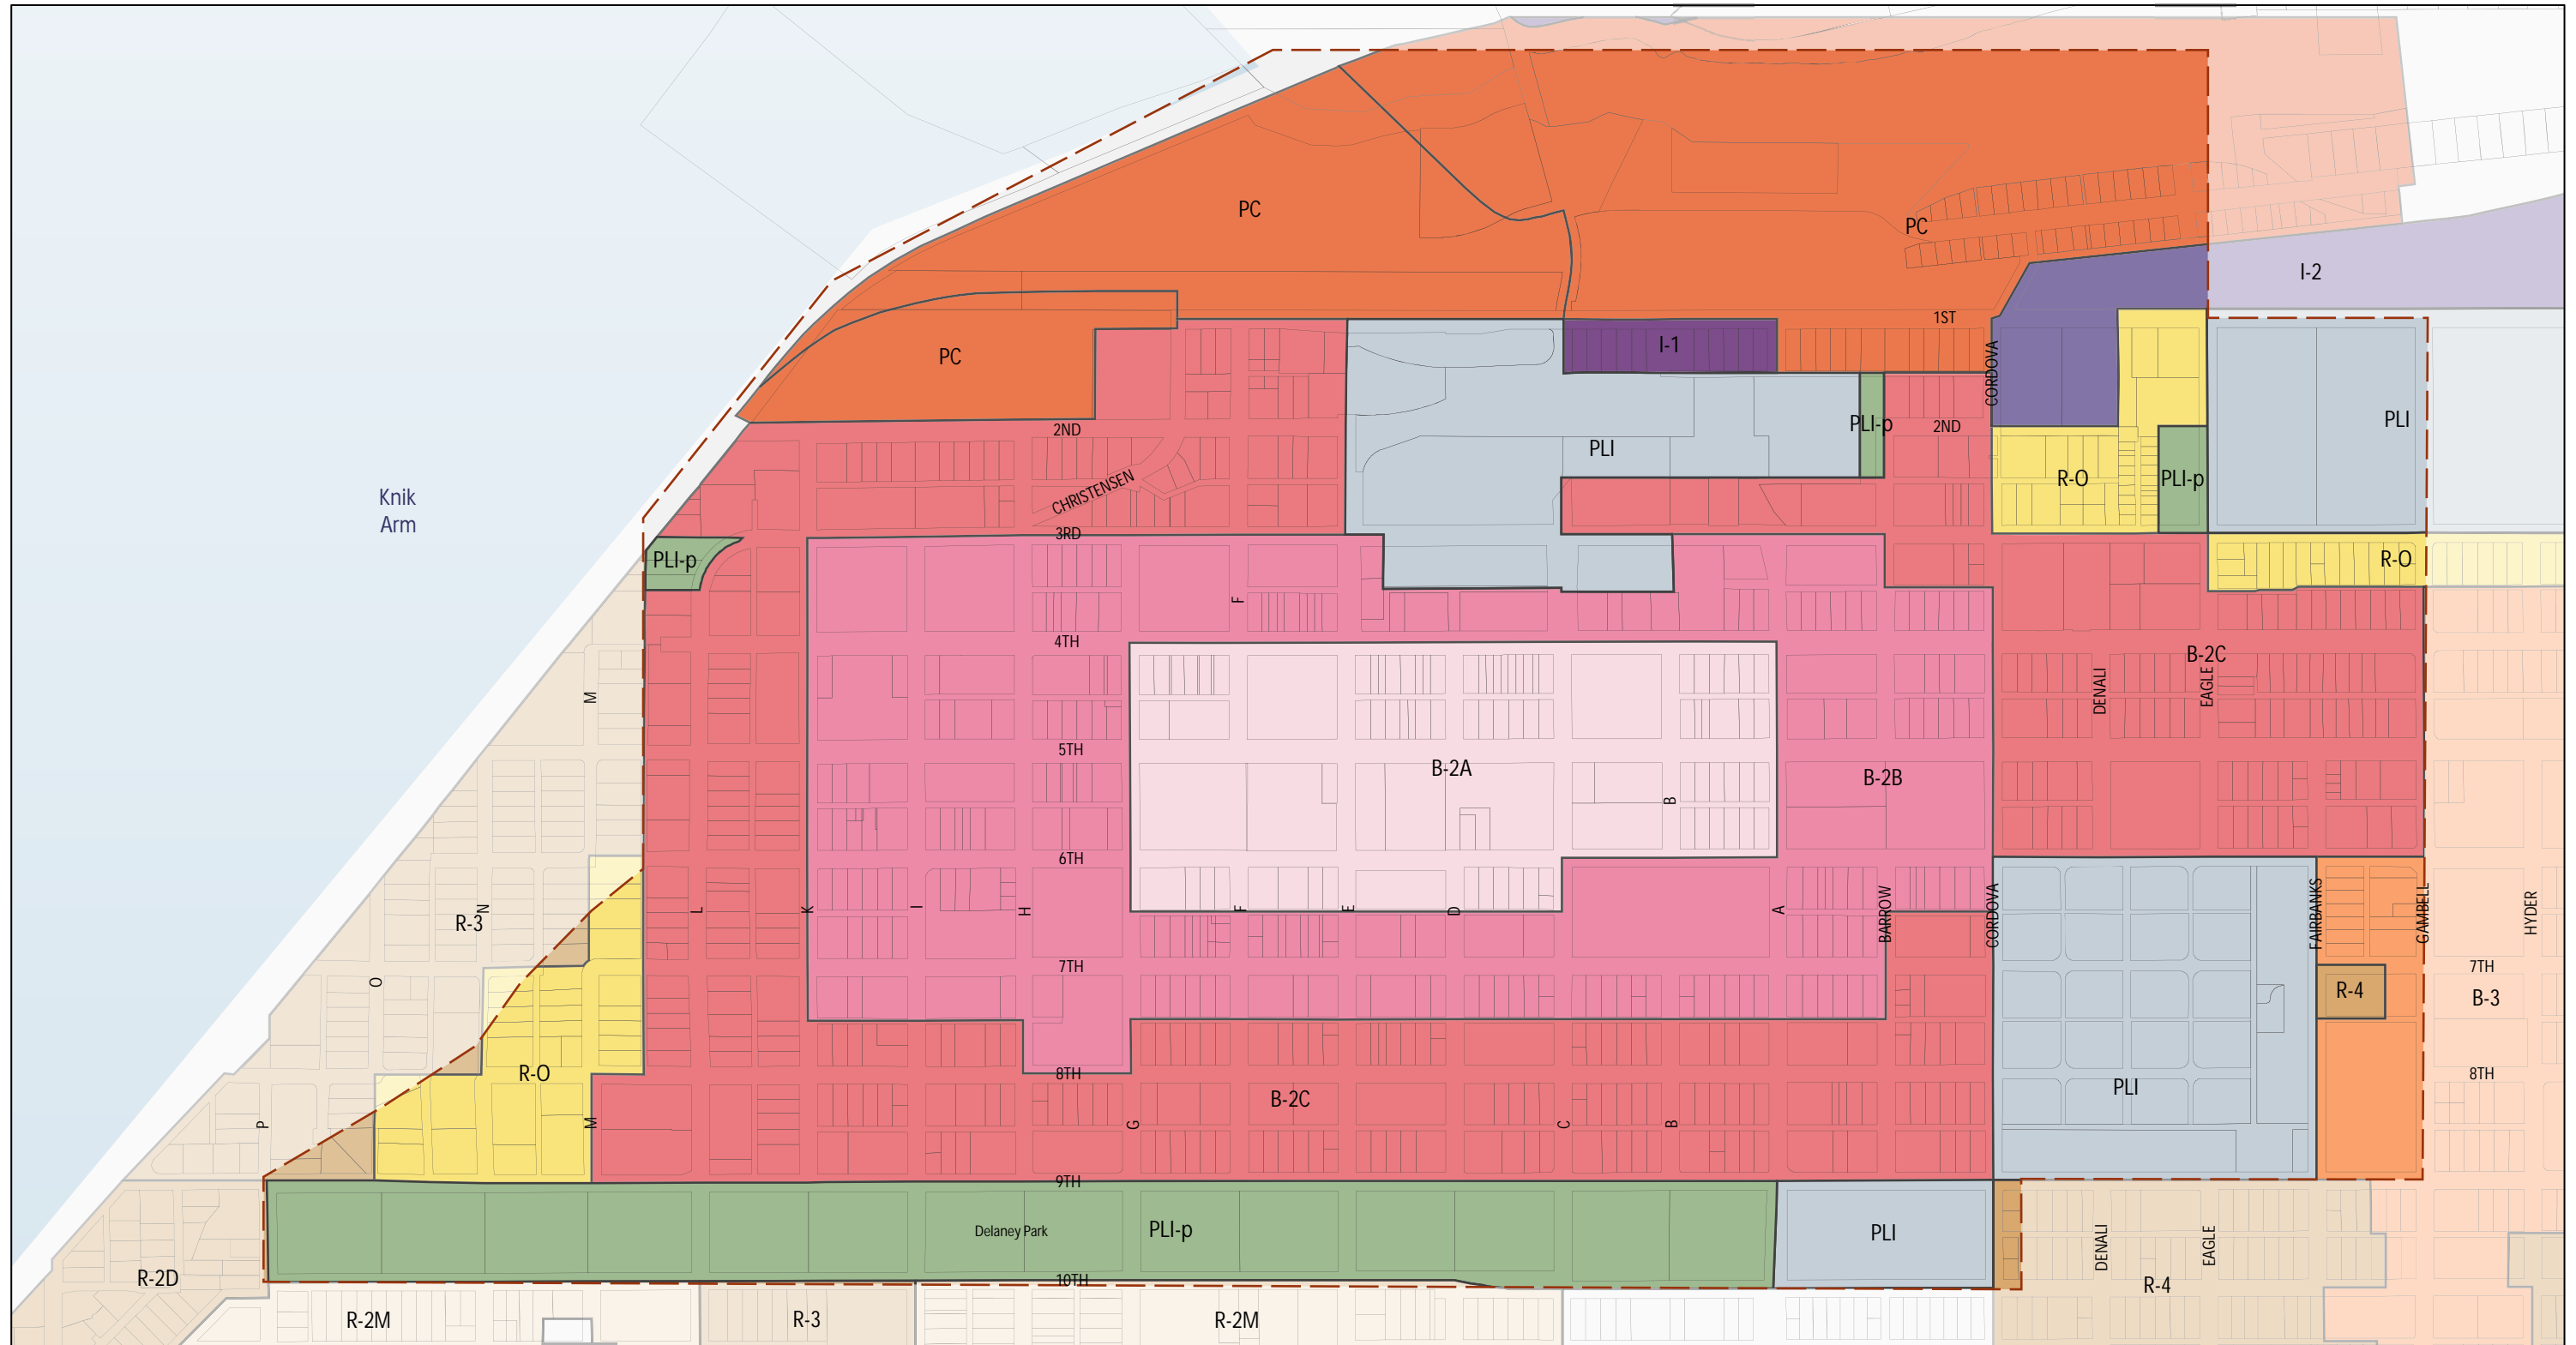 PC
PC
I-2
1ST
I-1
PC
CORDOVA
PLI
PLI-p
2ND
2ND
PLI
R-O
PLI-p
CHRISTENSEN
Knik
Arm
3RD
PLI-p
R-O
F
4TH
B-2C
M
DENALI
EAGLE
5TH
B-2A
B-2B
B
6TH
R-3
N
L
K
I
H
F
E
D
A
BARROW
CORDOVA
FAIRBANKS
GAMBELL
HYDER
7TH
7TH
O
R-4
B-3
R-O
8TH
8TH
PLI
B-2C
P
M
G
C
B
9TH
Delaney Park
PLI-p
PLI
DENALI
EAGLE
R-2D
10TH
R-4
R-2M
R-3
R-2M